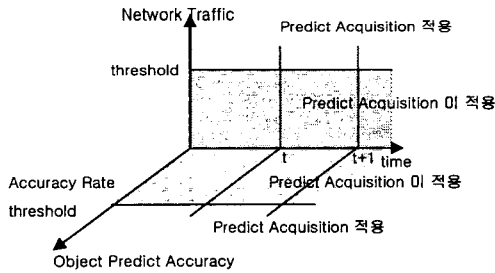 Network Traffic
Predict Acquisition 적용
threshold
Predict Acquisition 미 적용
t
t+1
time
Accuracy Rate
threshold
Predict Acquisition 미 적용
Predict Acquisition 적용
Object Predict Accuracy